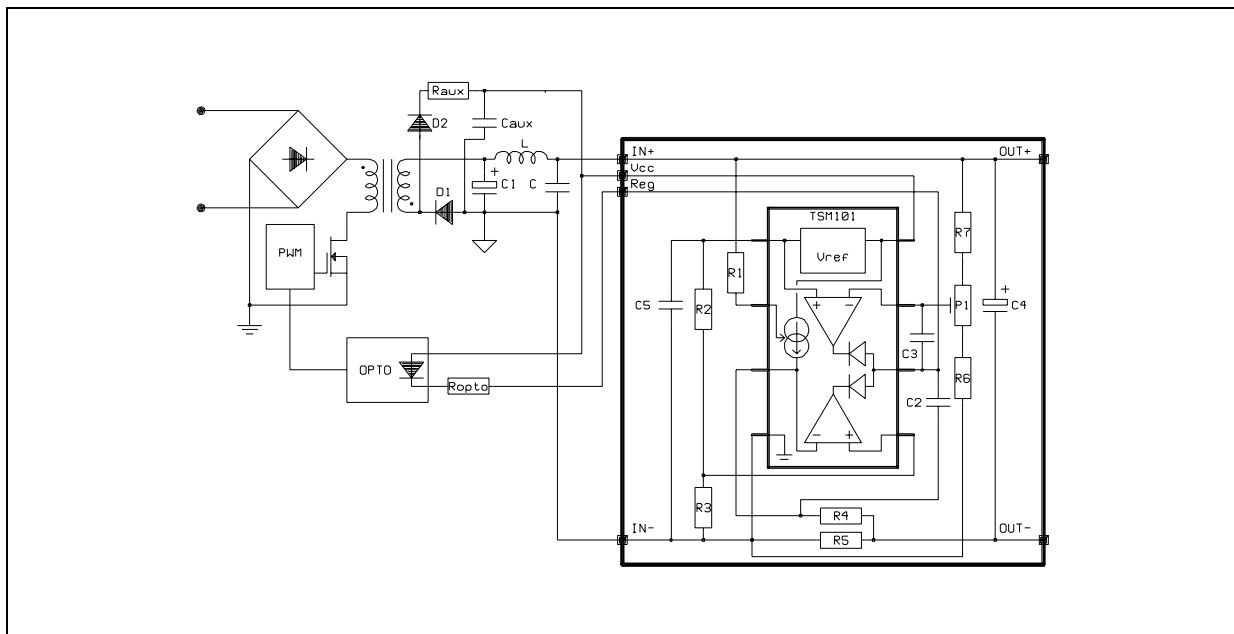 Raux
D2
Caux
L
IN+
OUT+
Vcc
Reg
+
C1
C
D1
TSM101
PWM
Vref
R7
R1
C5
R2
+
−
P1
+
C4
C3
OPTO
Ropto
R6
C2
−
+
R3
R4
IN-
OUT-
R5